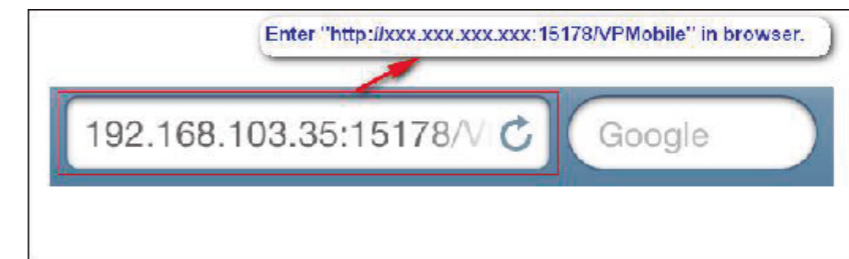 Enter "http://xxx.xxx.xxx.xxx:15178/VPMobile" in browser.
192.168.103.35:15178/V
Google